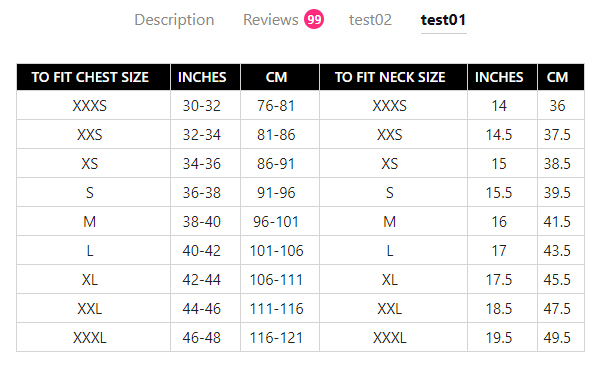 Description Reviews 99 test02 test01
TO FIT CHEST SIZE INCHES CM TO FIT NECK SIZE INCHES CM
XXXS 30-32 76-81 XXXS 14 36
XXS 32-34 81-86 XXS 14.5 37.5
XS 34-36 86-91 XS 15 38.5
S 36-38 91-96 S 15.5 39.5
M 38-40 96-101 M 16 41.5
L 40-42 101-106 L 17 43.5
XL 42-44 106-111 XL 17.5 45.5
XXL 44-46 111-116 XXL 18.5 47.5
XXXL 46-48 116-121 XXXL 19.5 49.5